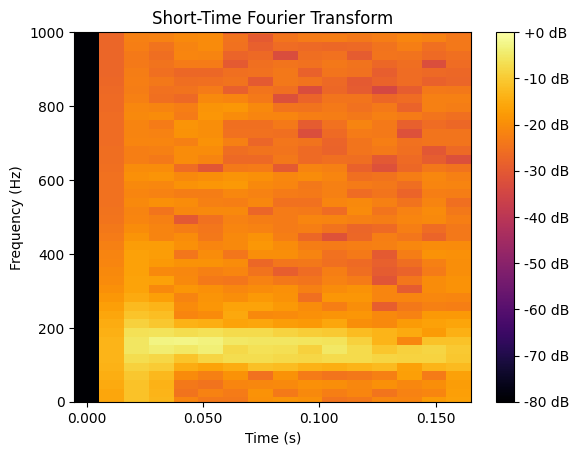 Short-Time Fourier Transform
1000
800
600
400
200
0
Frequency (Hz)
0.000
0.050
0.100
0.150
Time (s)
+0 dB
-10 dB
-20 dB
-30 dB
-40 dB
-50 dB
-60 dB
-70 dB
-80 dB